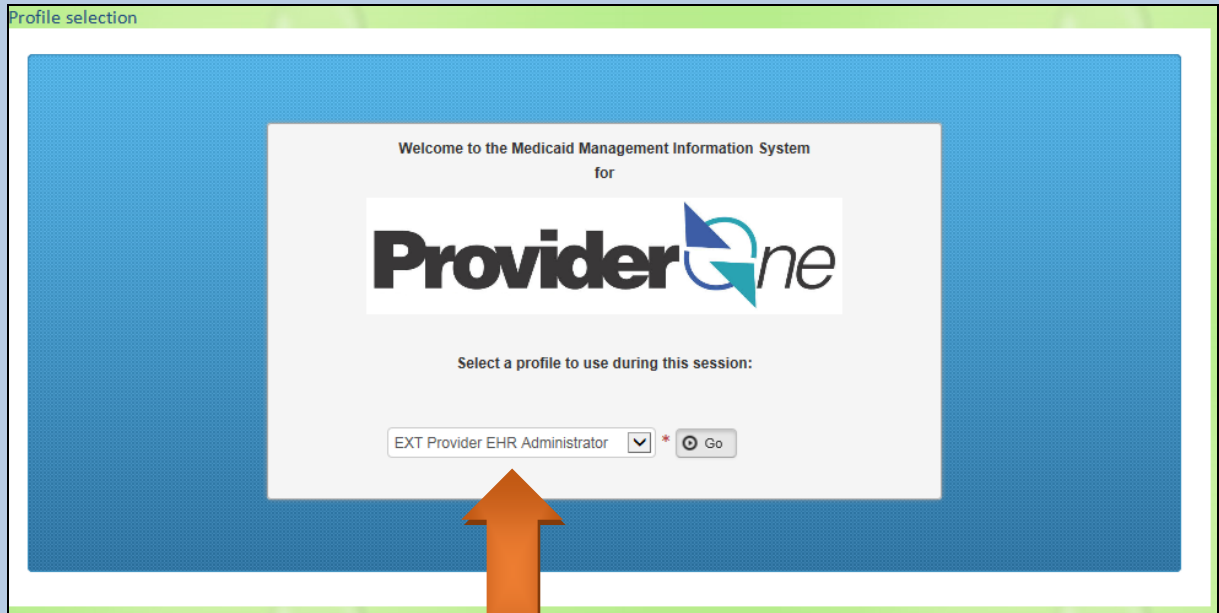 Profile selection
Welcome to the Medicaid Management Information System
for
ProviderOne
Select a profile to use during this session:
EXT Provider EHR Administrator * Go